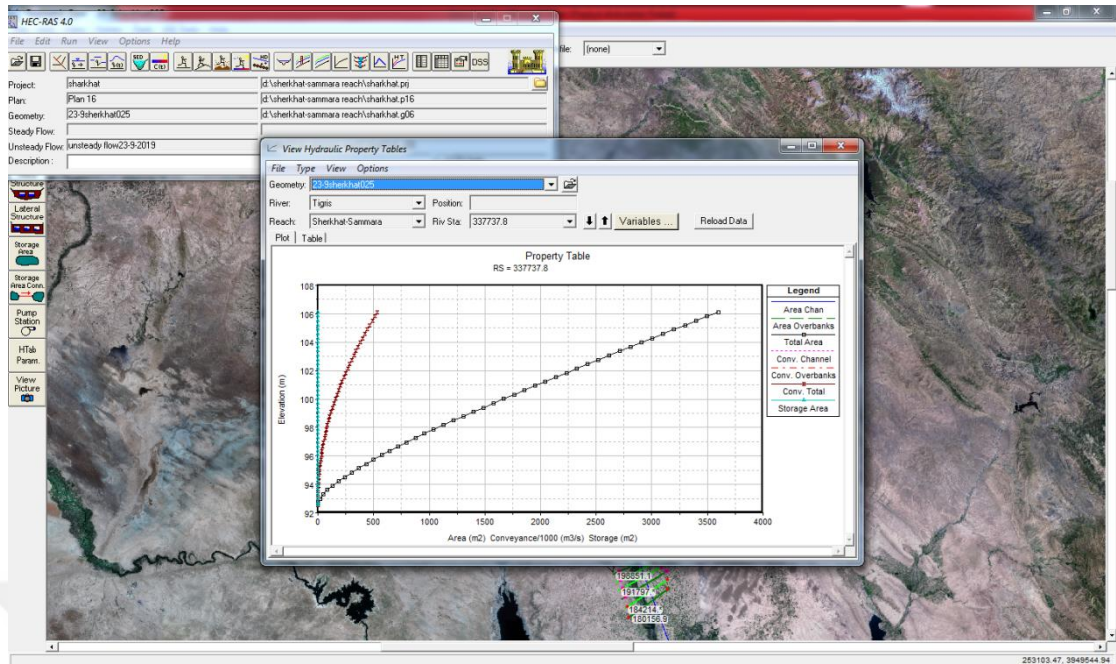 HEC-RAS 4.0
File Edit Run View Options Help
DSS
Project: sharkhat d:\sherkhat-sammara reach\sharkhat.prj
Plan: Plan 16 d:\sherkhat-sammara reach\sharkhat.p16
Geometry: 23-9sherkhat025 d:\sherkhat-sammara reach\sharkhat.g06
Steady Flow:
Unsteady Flow: unsteady flow23-9-2019
Description :
file: (none)
Structure
Lateral
Structure
Storage
Area
Storage
Area Conn.
Pump
Station
HTab
Param.
View
Picture
View Hydraulic Property Tables
File Type View Options
Geometry: 23-9sherkhat025
River: Tigris Position:
Reach: Sherkhat-Sammara Riv Sta: 337737.8 Variables ... Reload Data
Plot Table
Property Table
RS = 337737.8
108
106
104
102
100
98
96
94
92
Elevation (m)
0 500 1000 1500 2000 2500 3000 3500 4000
Area (m2) Conveyance/1000 (m3/s) Storage (m2)
Legend
Area Chan
Area Overbanks
Total Area
Conv. Channel
Conv. Overbanks
Conv. Total
Storage Area
198851.1
191797.
184214.
180156.9
253103.47, 3949544.94